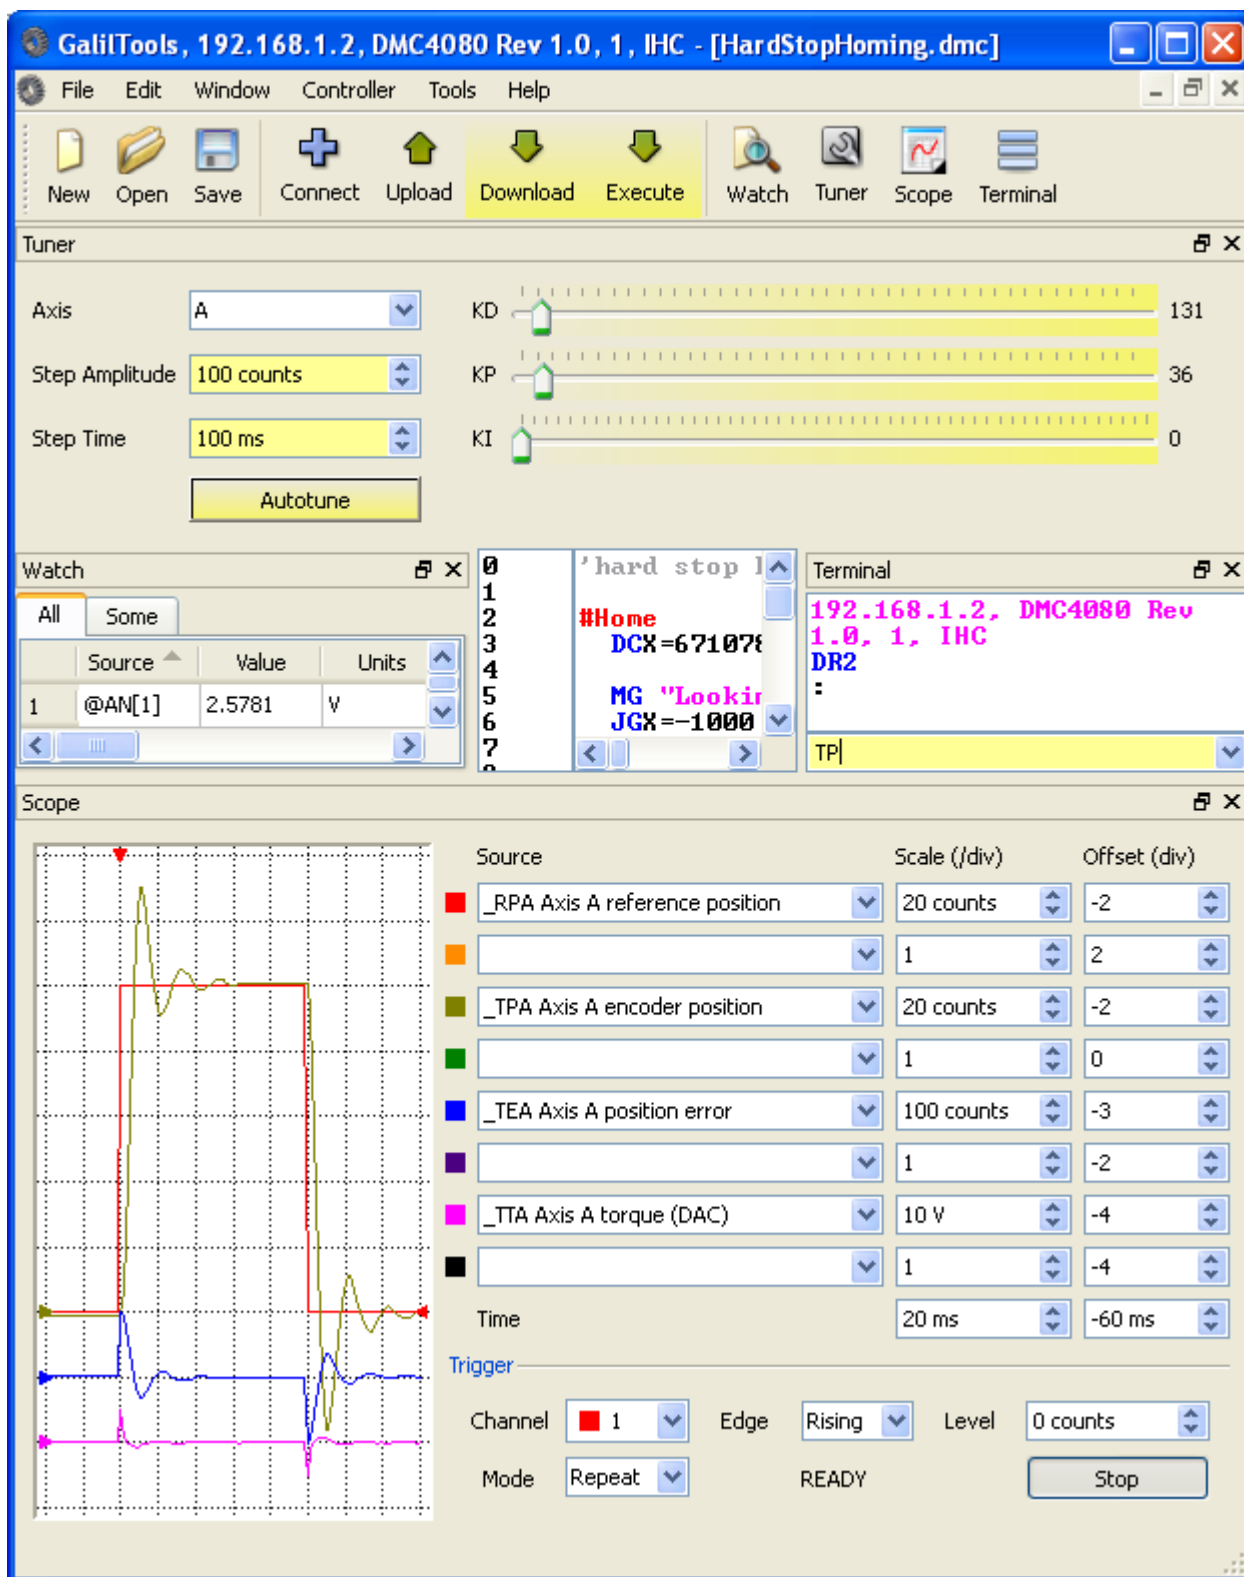 GalilTools, 192.168.1.2, DMC4080 Rev 1.0, 1, IHC - [HardStopHoming.dmc]
File Edit Window Controller Tools Help
New Open Save Connect Upload Download Execute Watch Tuner Scope Terminal
Tuner
Axis A KD 131
Step Amplitude 100 counts KP 36
Step Time 100 ms KI 0
Autotune
Watch
All Some
Source Value Units
1 @AN[1] 2.5781 V
0 'hard stop
1
2 #Home
3 DCX=671078
4
5 MG "Lookin
6 JGX=-1000
7
Terminal
192.168.1.2, DMC4080 Rev
1.0, 1, IHC
DR2
:
TP
Scope
Source Scale (/div) Offset (div)
_RPA Axis A reference position 20 counts -2
1 2
_TPA Axis A encoder position 20 counts -2
1 0
_TEA Axis A position error 100 counts -3
1 -2
_TTA Axis A torque (DAC) 10 V -4
1 -4
Time 20 ms -60 ms
Trigger
Channel 1 Edge Rising Level 0 counts
Mode Repeat READY Stop